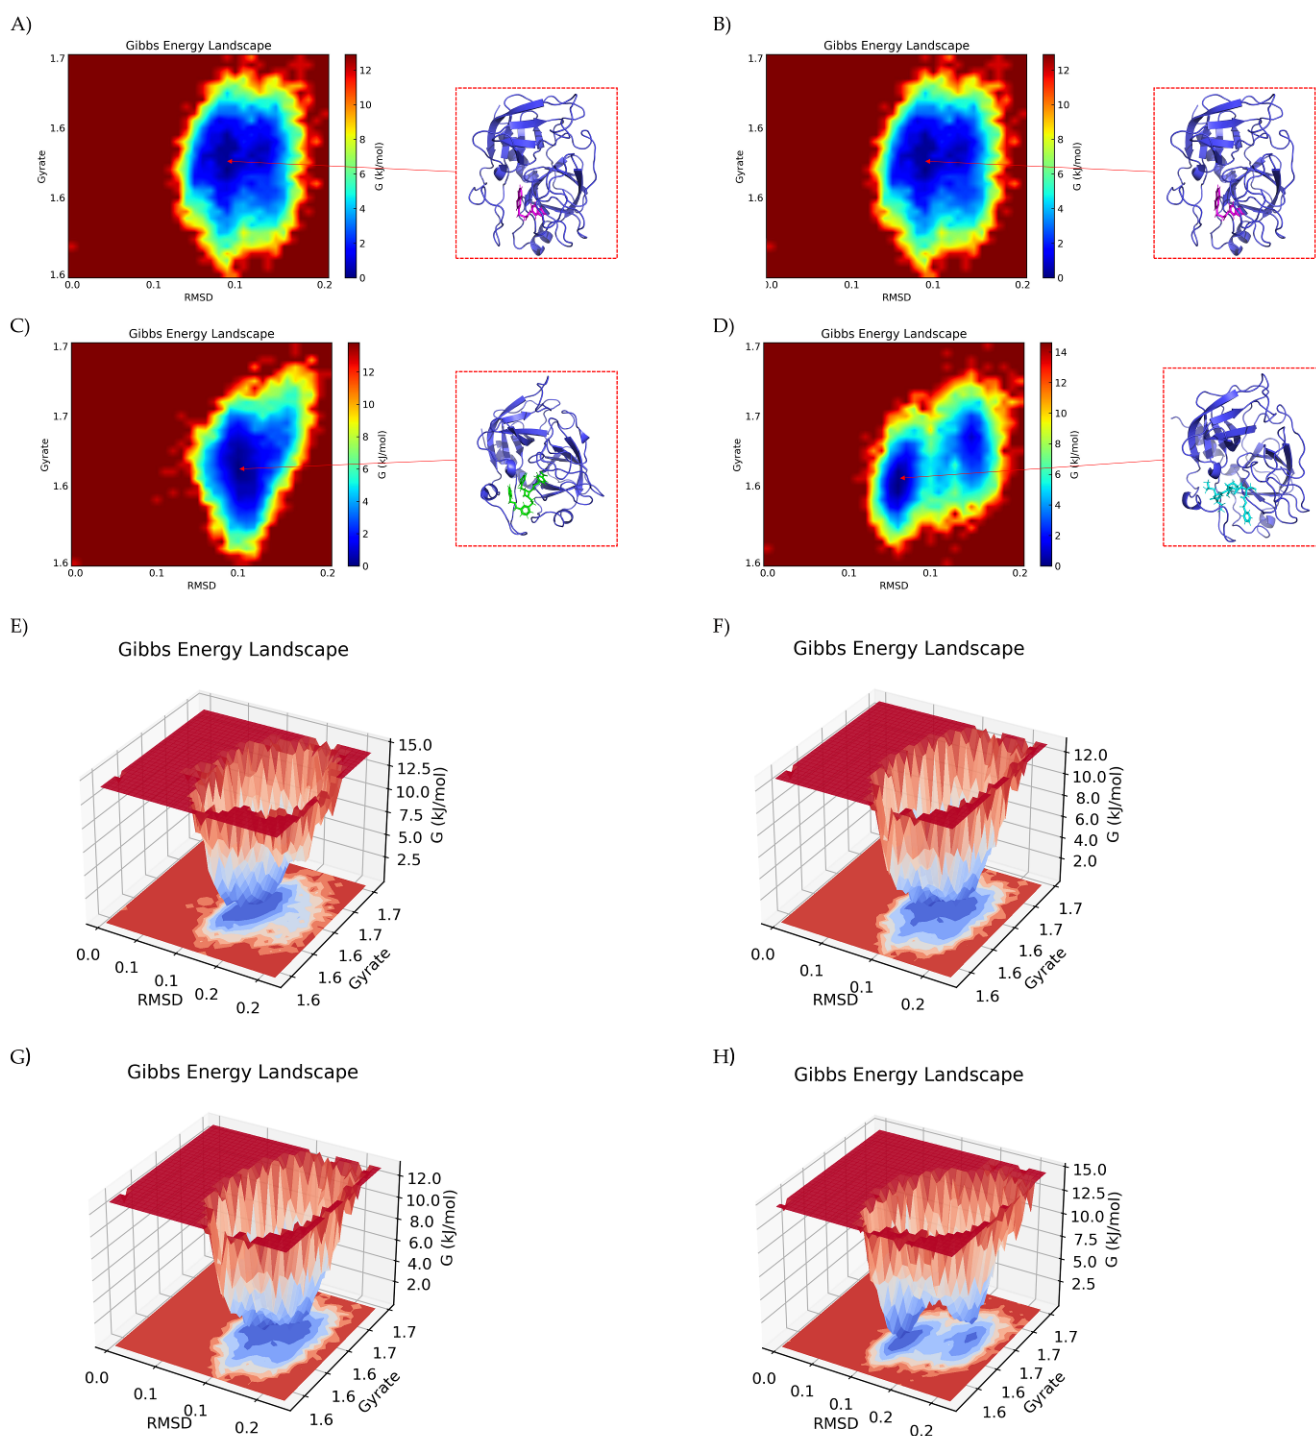 A)
Gibbs Energy Landscape
1.7
1.6
1.6
1.6
Gyrate
0.0 0.1 0.1 0.2
RMSD
12
10
8
6
4
2
0
G (kJ/mol)
B)
Gibbs Energy Landscape
1.7
1.6
1.6
1.6
Gyrate
).0 0.1 0.1 0.2
RMSD
12
10
8
6
4
2
0
G (kJ/mol)
C)
Gibbs Energy Landscape
1.7
1.7
1.6
1.6
Gyrate
0.0 0.1 0.1 0.2
RMSD
12
10
8
6
4
2
0
G (kJ/mol)
D)
Gibbs Energy Landscape
1.7
1.7
1.6
1.6
Gyrate
0.0 0.1 0.1 0.2
RMSD
14
12
10
8
6
4
2
0
G (kJ/mol)
E)
Gibbs Energy Landscape
15.0
12.5
10.0
7.5
5.0
2.5
G (kJ/mol)
0.0 0.1 0.1 0.2 0.2
RMSD
1.6 1.6 1.6 1.7 1.7
Gyrate
F)
Gibbs Energy Landscape
12.0
10.0
8.0
6.0
4.0
2.0
G (kJ/mol)
0.0 0.1 0.1 0.2
RMSD
1.6 1.6 1.6 1.7 1.7
Gyrate
G)
Gibbs Energy Landscape
12.0
10.0
8.0
6.0
4.0
2.0
G (kJ/mol)
0.0 0.1 0.1 0.2
RMSD
1.6 1.6 1.6 1.7 1.7
Gyrate
H)
Gibbs Energy Landscape
15.0
12.5
10.0
7.5
5.0
2.5
G (kJ/mol)
0.0 0.1 0.2 0.2
RMSD
1.6 1.6 1.7 1.7 1.7
Gyrate